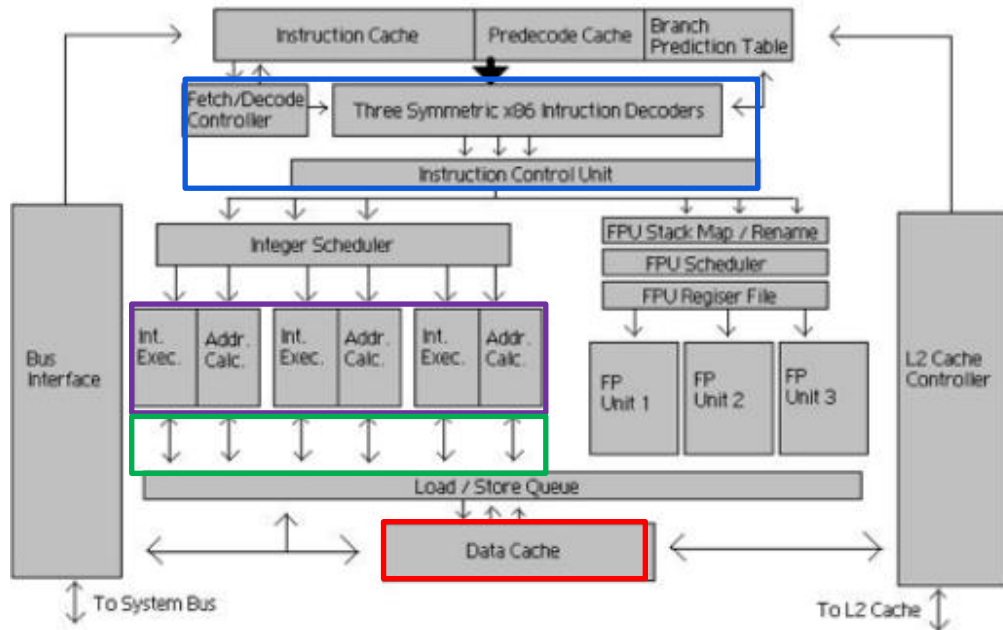 Instruction Cache
Predecode Cache
Branch
Prediction Table
Fetch/Decode
Controller
Three Symmetric x86 Intruction Decoders
Instruction Control Unit
Integer Scheduler
FPU Stack Map / Rename
FPU Scheduler
FPU Regiser File
Bus
Interface
Int.
Exec.
Addr.
Calc.
Int.
Exec.
Addr.
Calc.
Int.
Exec.
Addr.
Calc.
FP
Unit 1
FP
Unit 2
FP
Unit 3
L2 Cache
Controller
Load / Store Queue
Data Cache
To System Bus
To L2 Cache